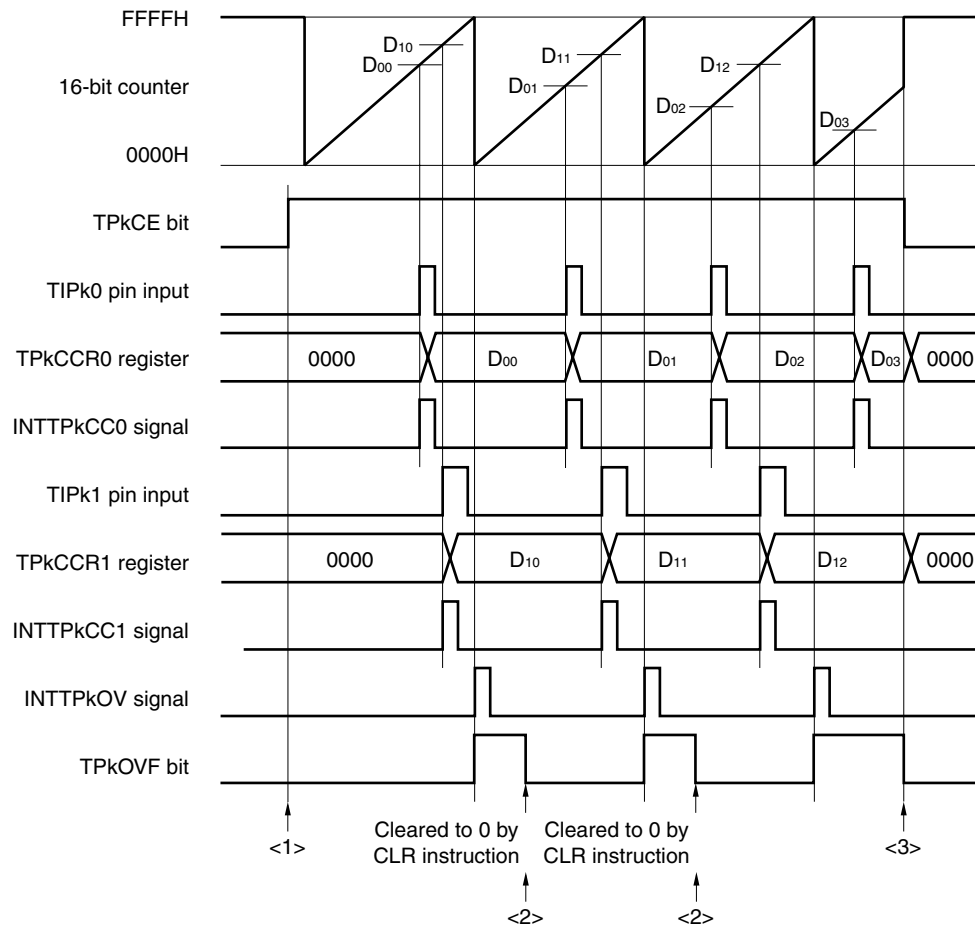 FFFFH
D10
D00
D11
D01
D12
D02
D03
16-bit counter
0000H
TPkCE bit
TIPk0 pin input
TPkCCR0 register
0000 D00 D01 D02 D03 0000
INTTPkCC0 signal
TIPk1 pin input
TPkCCR1 register
0000 D10 D11 D12 0000
INTTPkCC1 signal
INTTPkOV signal
TPkOVF bit
<1>
Cleared to 0 by
CLR instruction
<2>
Cleared to 0 by
CLR instruction
<2>
<3>